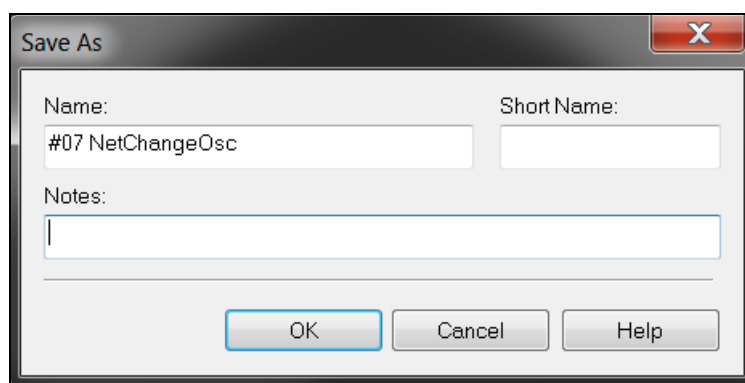 Save As
Name:
Short Name:
#07 NetChangeOsc
Notes:
OK
Cancel
Help